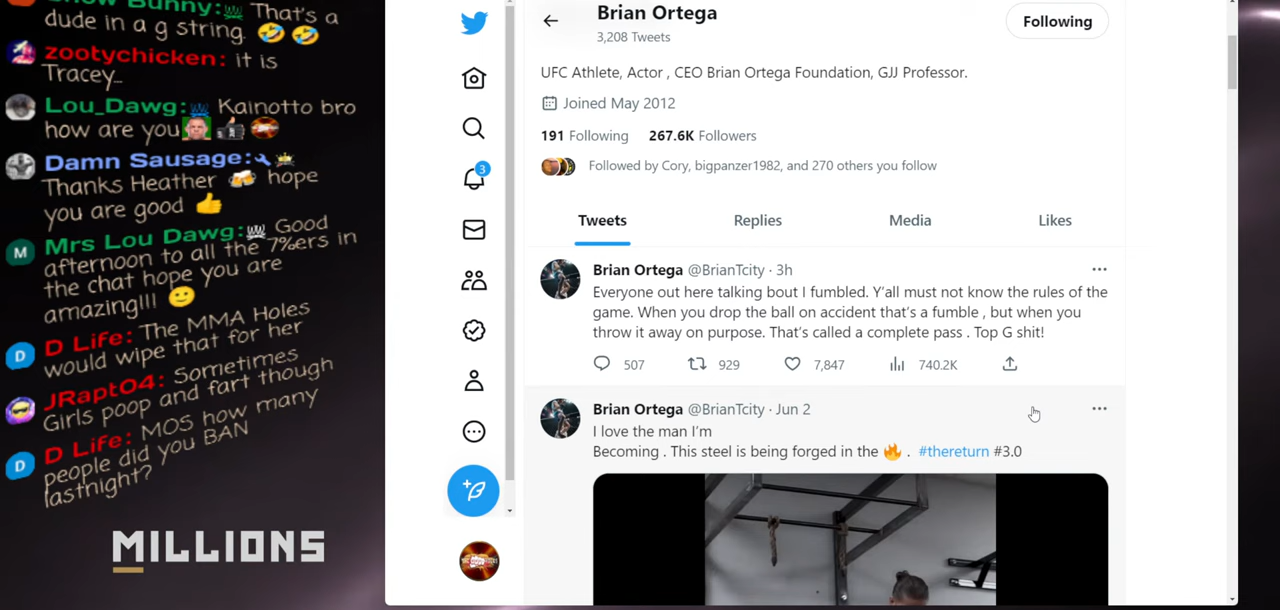 Show Bunny: That's a
dude in a g string. 🤣 🤣
zootychicken: it is
Tracey...
Lou_Dawg: Kainotto bro
how are you
Damn Sausage:
Thanks Heather 🍻 hope
you are good 👍
M
Mrs Lou Dawg: Good
afternoon to all the 7%ers in
the chat hope you are
amazing!!! 🙂
D
D Life: The MMA Holes
would wipe that for her
JRapt04: Sometimes
Girls poop and fart though
D
D Life: MOS how many
people did you BAN
lastnight?
MILLIONS
3
Brian Ortega
3,208 Tweets
Following
UFC Athlete, Actor , CEO Brian Ortega Foundation, GJJ Professor.
Joined May 2012
191 Following 267.6K Followers
Followed by Cory, bigpanzer1982, and 270 others you follow
Tweets Replies Media Likes
Brian Ortega @BrianTcity · 3h
Everyone out here talking bout I fumbled. Y'all must not know the rules of the
game. When you drop the ball on accident that's a fumble , but when you
throw it away on purpose. That's called a complete pass . Top G shit!
507 929 7,847 740.2K
Brian Ortega @BrianTcity · Jun 2
I love the man I'm
Becoming . This steel is being forged in the 🔥 . #thereturn #3.0